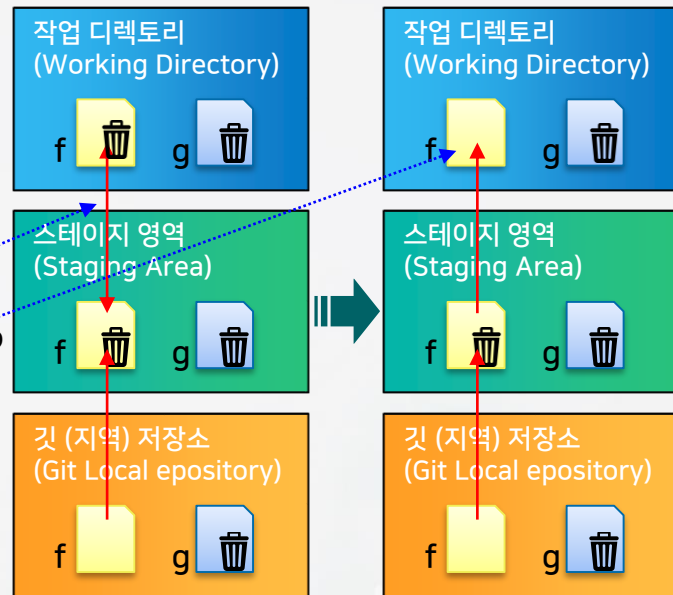 작업 디렉토리
(Working Directory)
f
g
스테이지 영역
(Staging Area)
f
g
깃 (지역) 저장소
(Git Local epository)
f
g
작업 디렉토리
(Working Directory)
f
g
스테이지 영역
(Staging Area)
f
g
깃 (지역) 저장소
(Git Local epository)
f
g